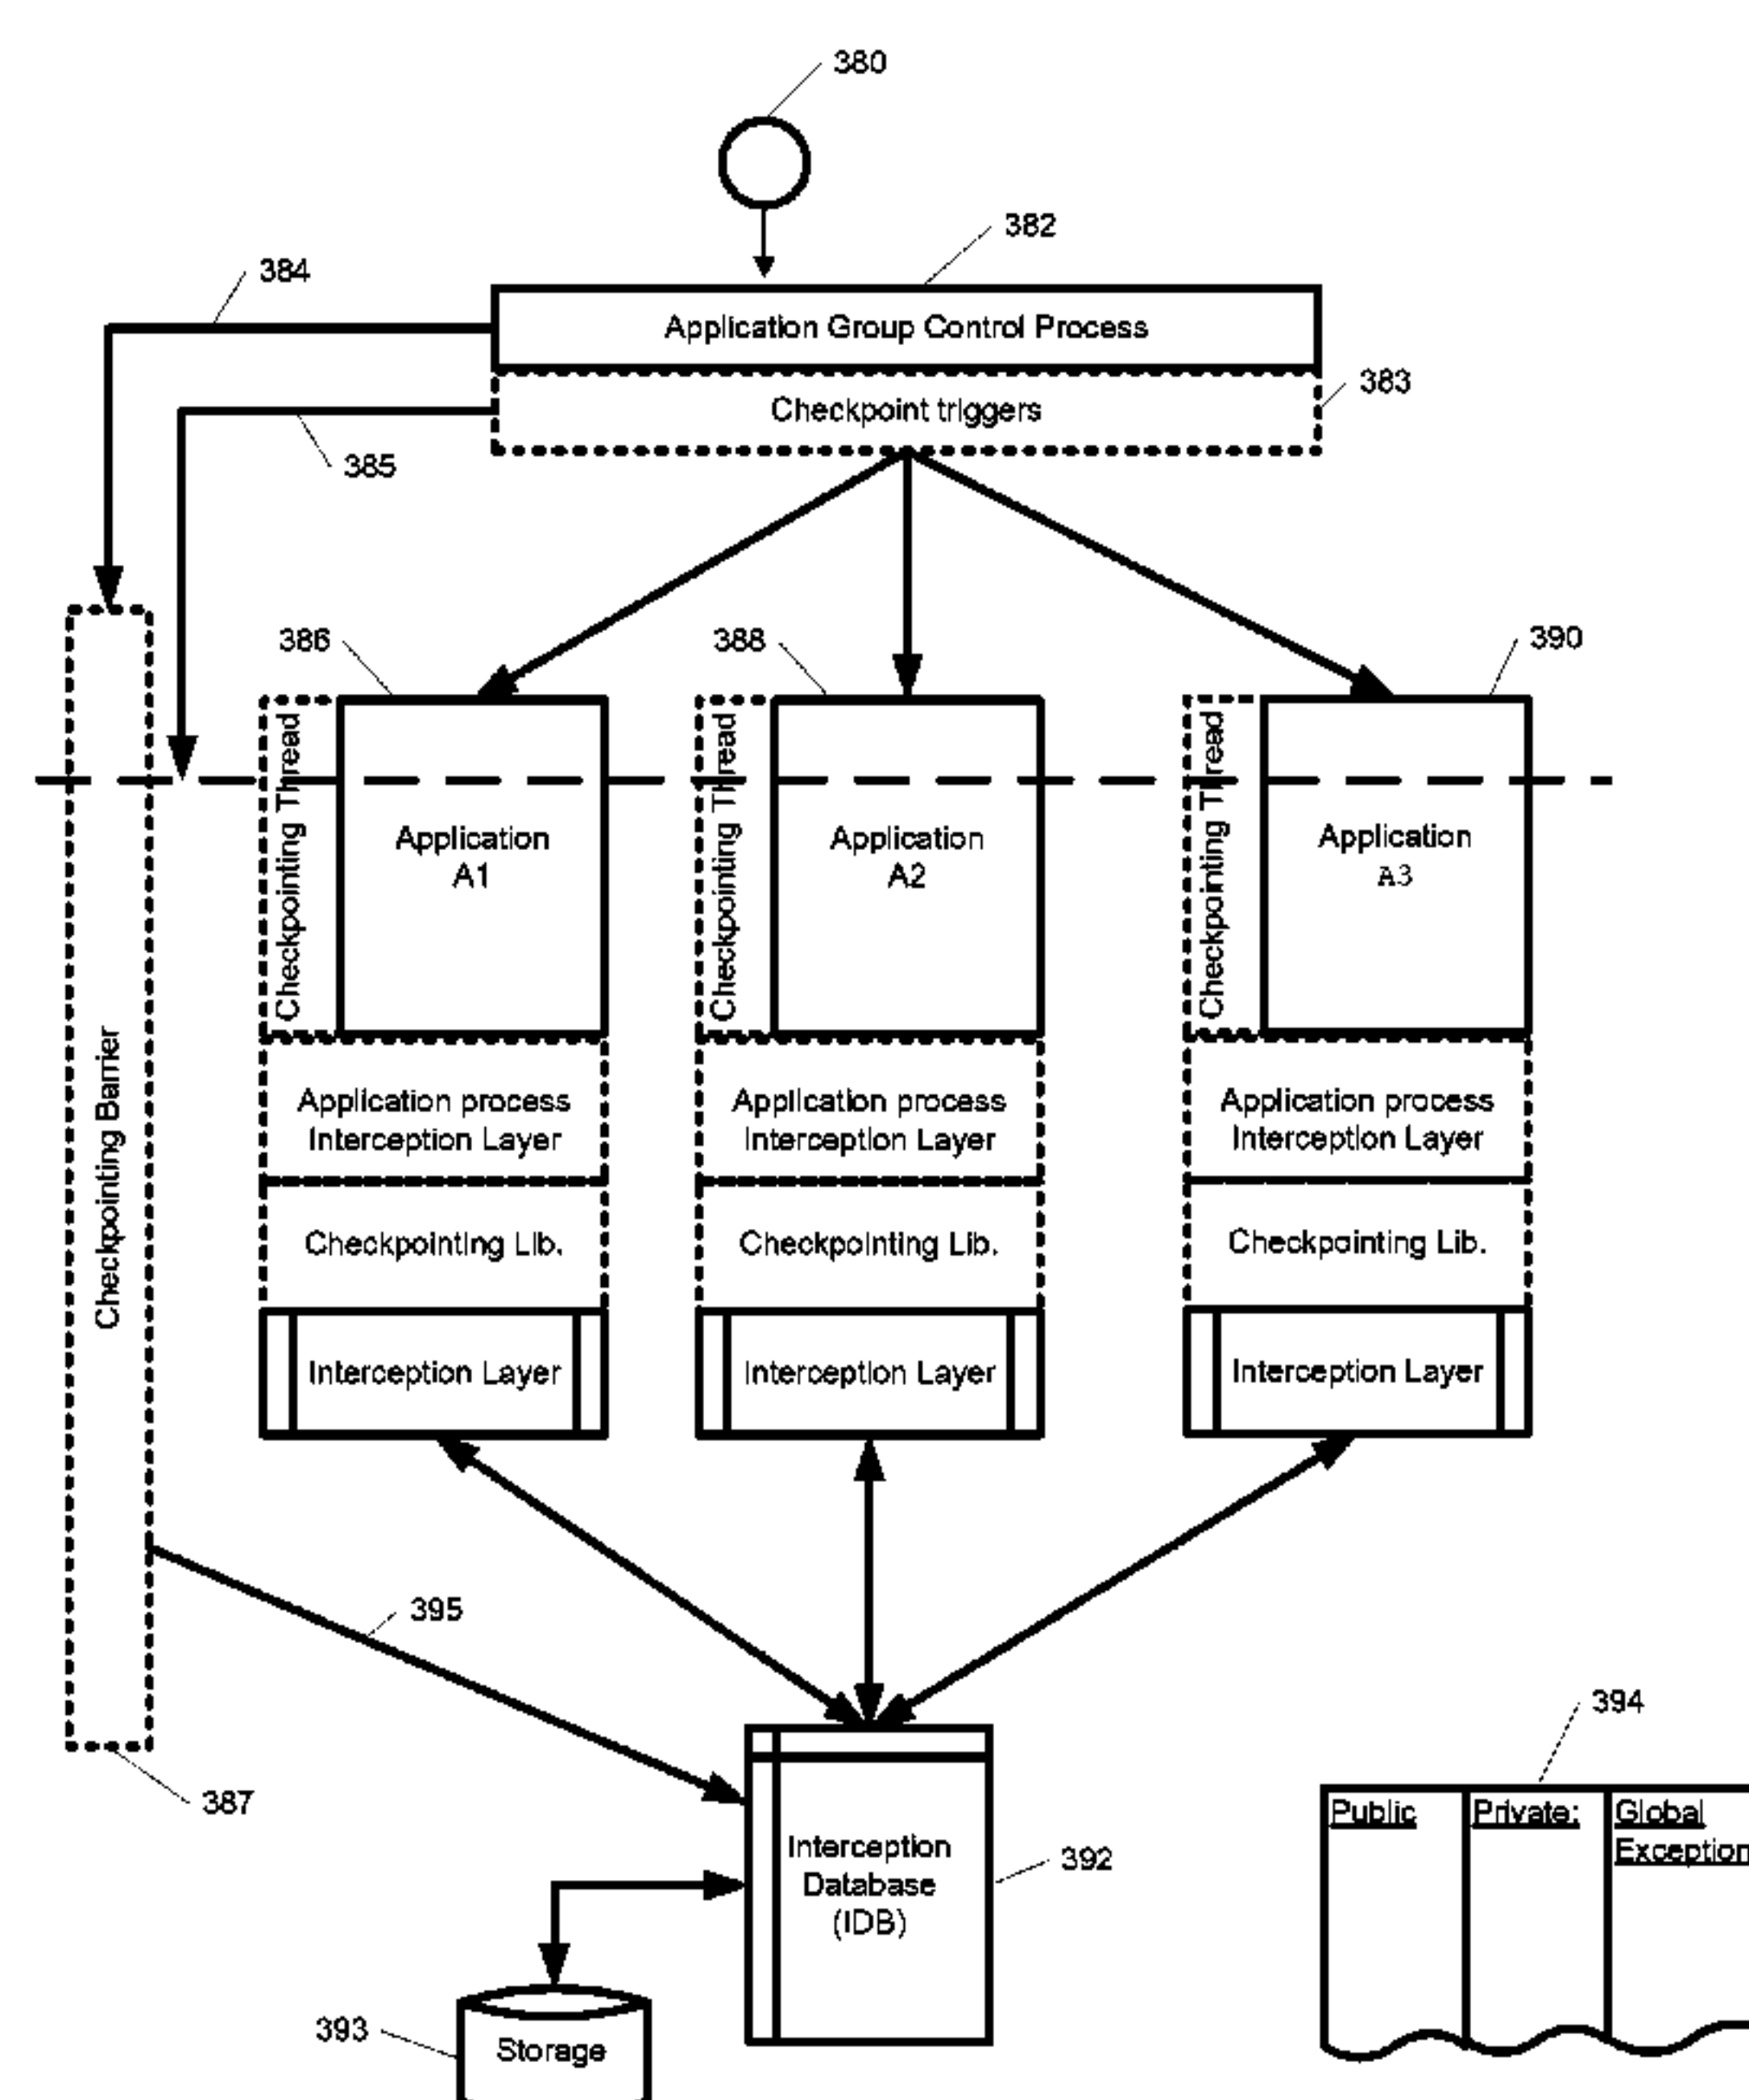 380
382
384
Application Group Control Process
383
Checkpoint triggers
385
386
388
390
Checkpointing Thread
Application
A1
Checkpointing Thread
Application
A2
Checkpointing Thread
Application
A3
Checkpointing Barrier
Application process
Interception Layer
Application process
Interception Layer
Application process
Interception Layer
Checkpointing Lib.
Checkpointing Lib.
Checkpointing Lib.
Interception Layer
Interception Layer
Interception Layer
395
394
387
Public
Private:
Global
Exception
Interception
Database
(IDB)
392
393
Storage